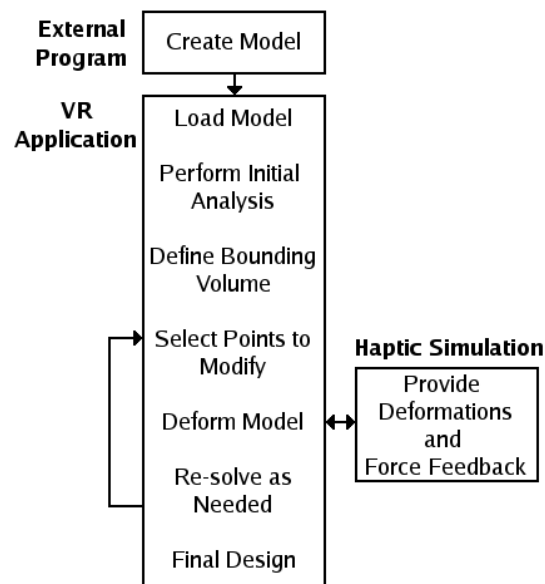 External
Program
Create Model
VR
Application
Load Model
Perform Initial
Analysis
Define Bounding
Volume
Select Points to
Modify
Deform Model
Re-solve as
Needed
Final Design
Haptic Simulation
Provide
Deformations
and
Force Feedback